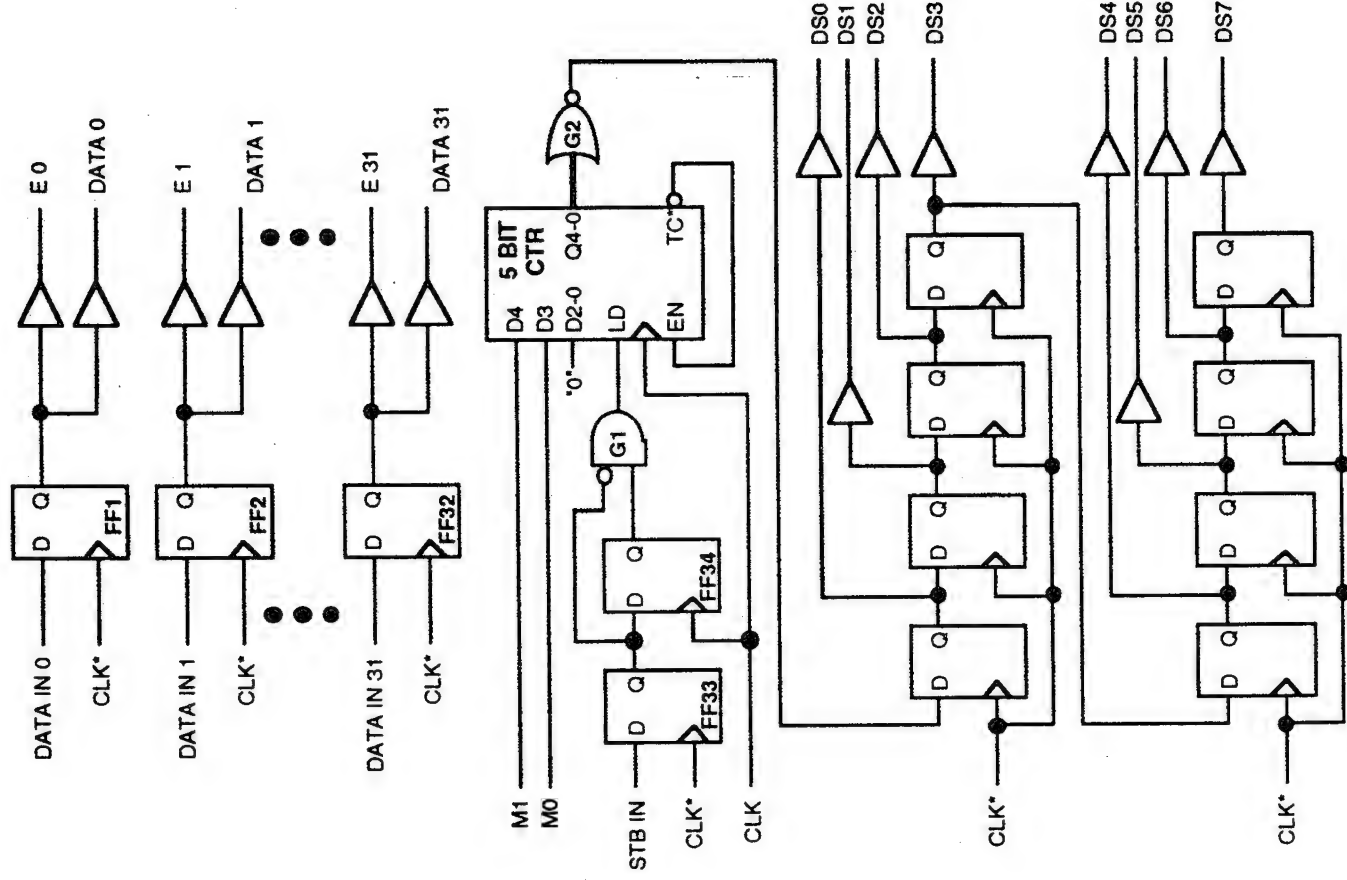 DATA IN 0
D Q
FF1
CLK*
E 0
DATA 0
DATA IN 1
D Q
FF2
CLK*
E 1
DATA 1
DATA IN 31
D Q
FF32
CLK*
E 31
DATA 31
M1
M0
STB IN
CLK*
CLK
D Q
FF33
D Q
FF34
G1
5 BIT
CTR
D4
D3
"0" D2-0 Q4-0
LD
EN TC*
G2
CLK*
D Q
D Q
D Q
D Q
DS0
DS1
DS2
DS3
CLK*
D Q
D Q
D Q
D Q
DS4
DS5
DS6
DS7